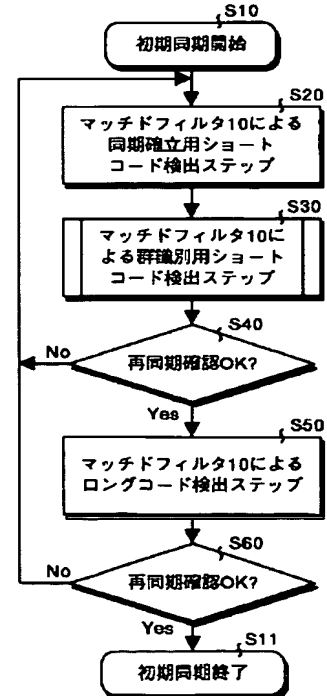 S10
初期同期開始
S20
マッチドフィルタ10による
同期確立用ショート
コード検出ステップ
S30
マッチドフィルタ10に
よる群識別用ショート
コード検出ステップ
S40
No
再同期確認OK?
Yes
S50
マッチドフィルタ10による
ロングコード検出ステップ
S60
No
再同期確認OK?
Yes
S11
初期同期終了